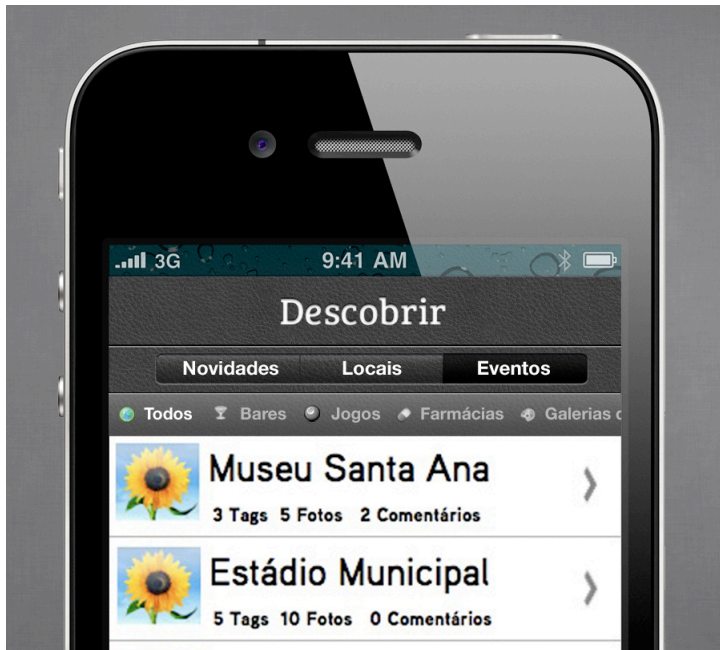 3G 9:41 AM
Descobrir
Novidades Locais Eventos
Todos Bares Jogos Farmácias Galerias
Museu Santa Ana
3 Tags 5 Fotos 2 Comentários
Estádio Municipal
5 Tags 10 Fotos 0 Comentários